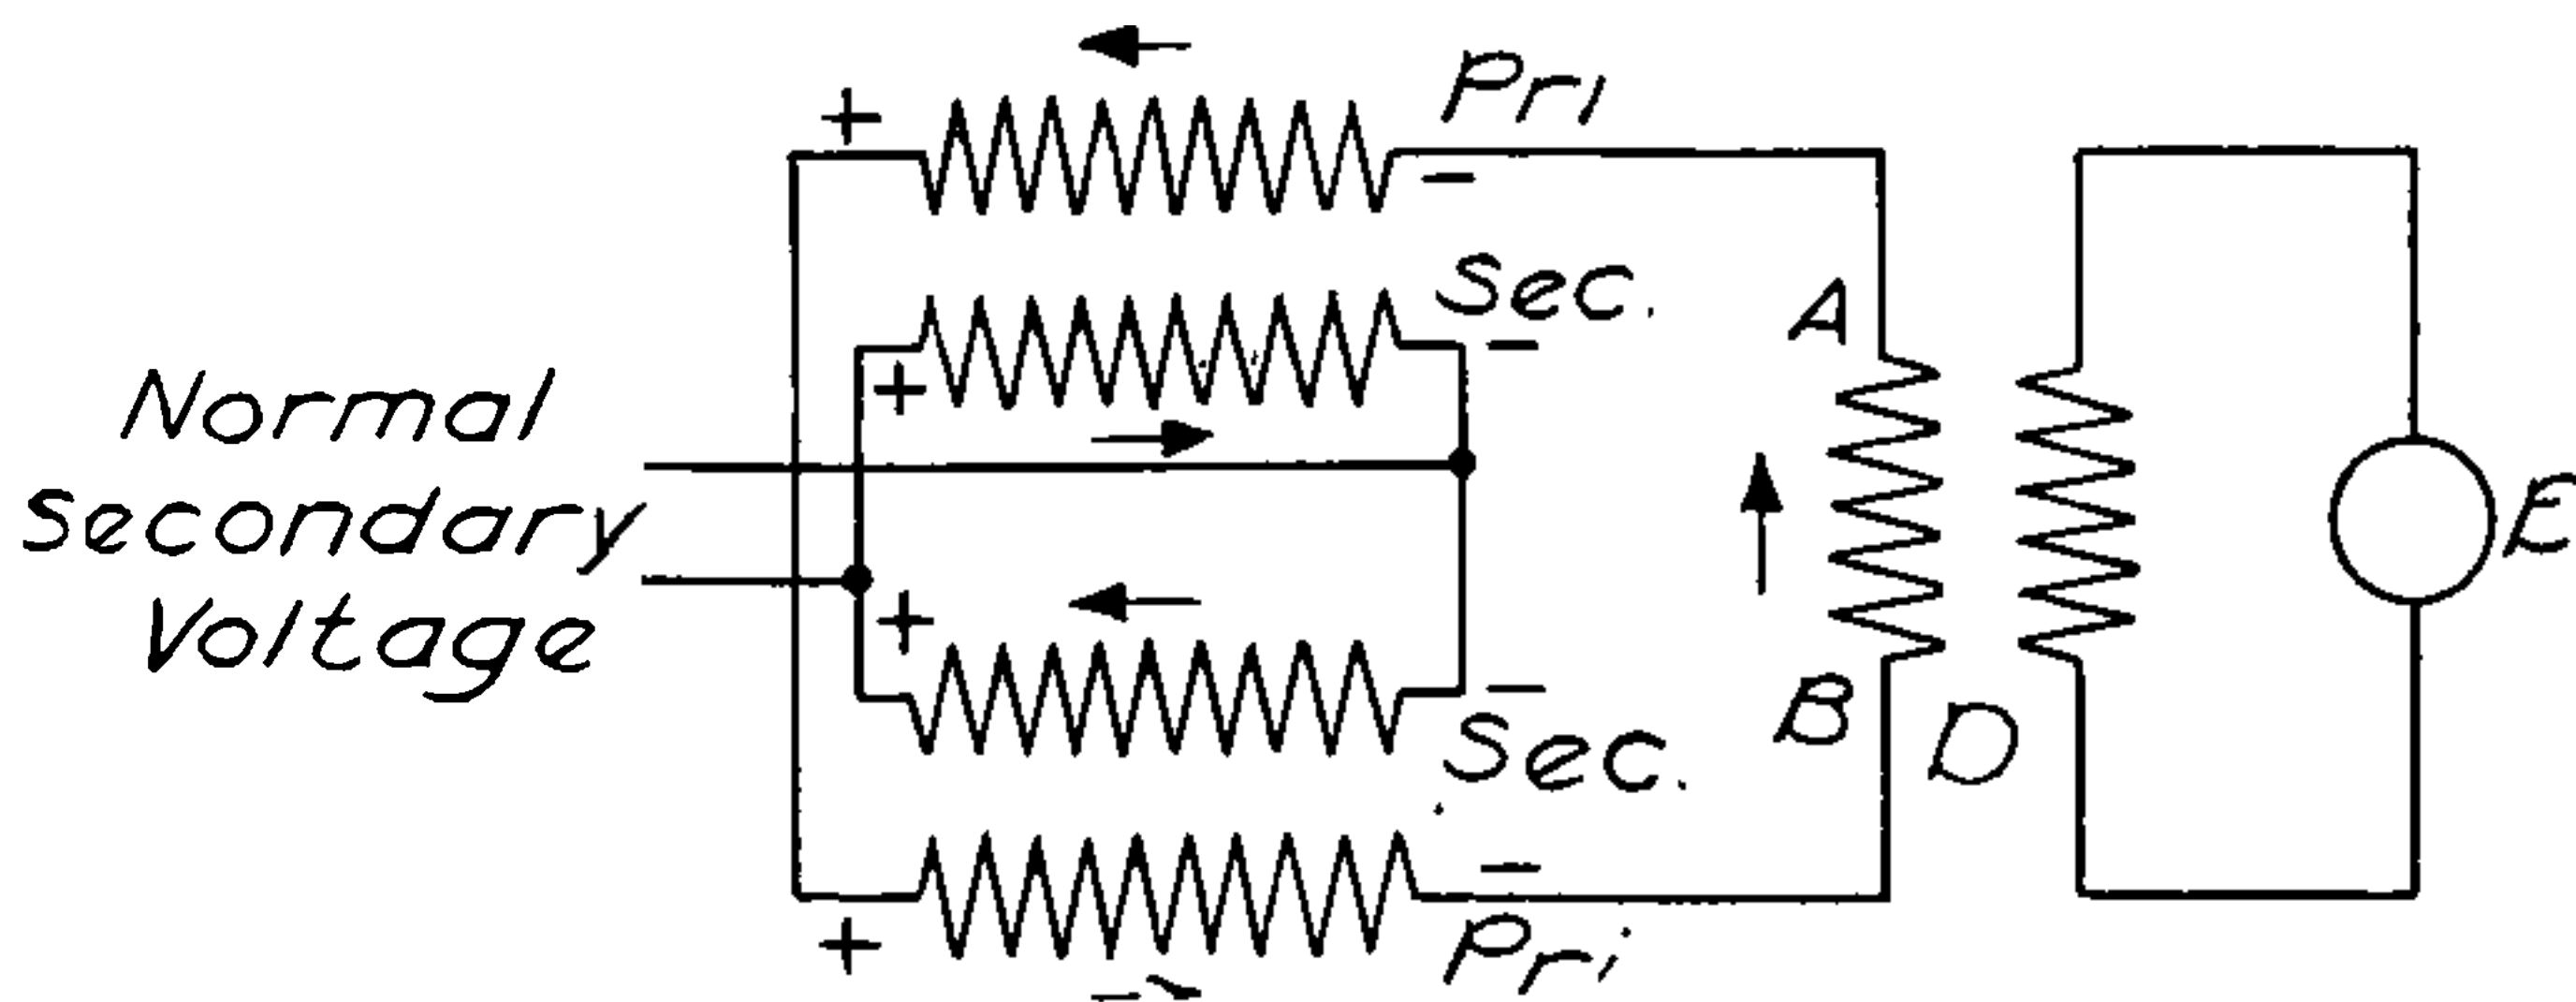 Pri
+
-
Sec.
-
+
A
Normal
Secondary
Voltage
E
+
-
Sec.
B
D
-
+
Pri